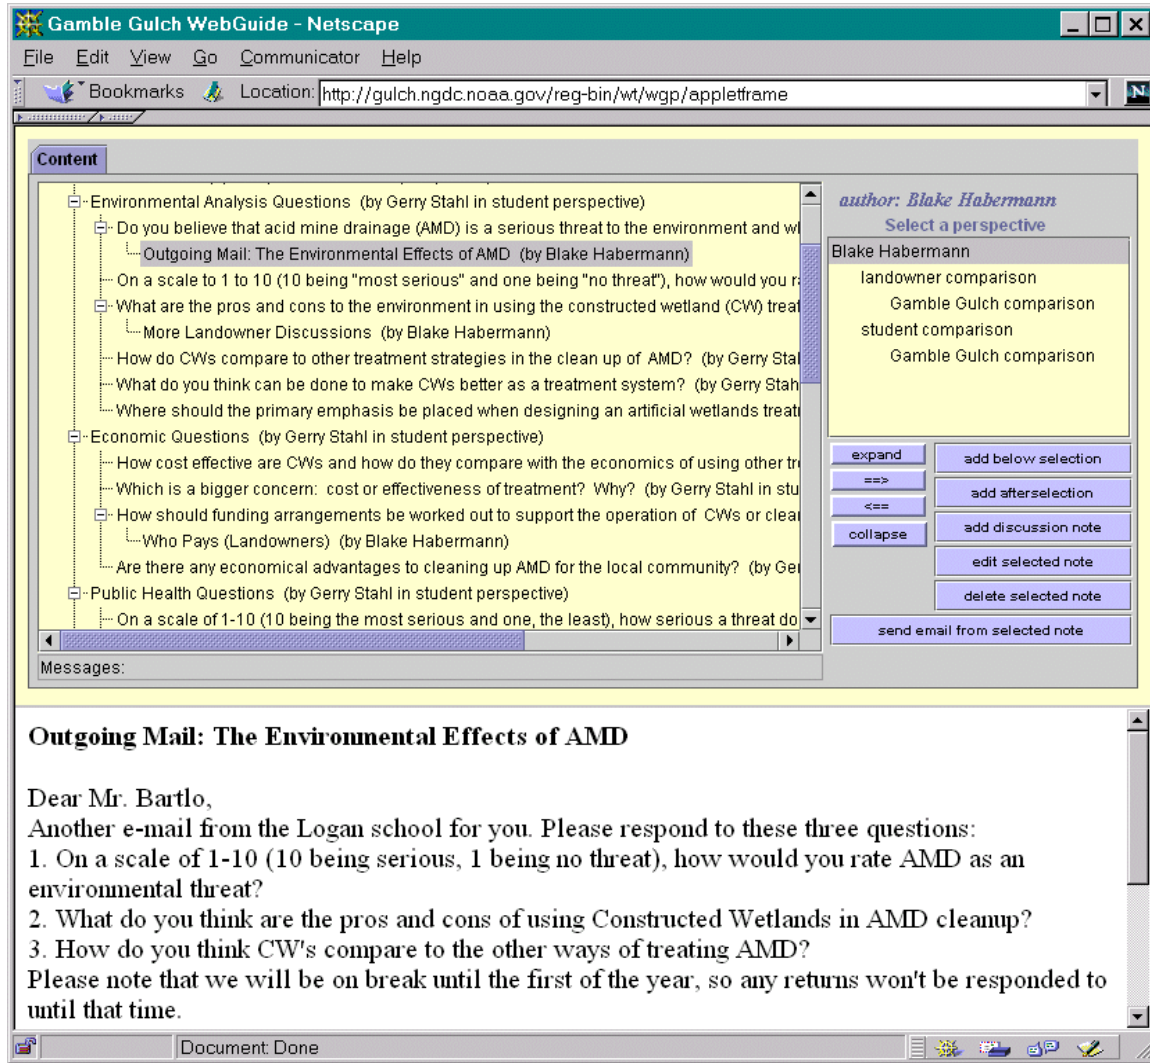 Gamble Gulch WebGuide - Netscape
File Edit View Go Communicator Help
Bookmarks Location: http://gulch.ngdc.noaa.gov/reg-bin/wt/wgp/appletframe N
Content
Environmental Analysis Questions (by Gerry Stahl in student perspective)
Do you believe that acid mine drainage (AMD) is a serious threat to the environment and wl
Outgoing Mail: The Environmental Effects of AMD (by Blake Habermann)
On a scale to 1 to 10 (10 being "most serious" and one being "no threat"), how would you ra
What are the pros and cons to the environment in using the constructed wetland (CW) treat
More Landowner Discussions (by Blake Habermann)
How do CWs compare to other treatment strategies in the clean up of AMD? (by Gerry Stal
What do you think can be done to make CWs better as a treatment system? (by Gerry Stah
Where should the primary emphasis be placed when designing an artificial wetlands treati
Economic Questions (by Gerry Stahl in student perspective)
How cost effective are CWs and how do they compare with the economics of using other tr
Which is a bigger concern: cost or effectiveness of treatment? Why? (by Gerry Stahl in stu
How should funding arrangements be worked out to support the operation of CWs or clear
Who Pays (Landowners) (by Blake Habermann)
Are there any economical advantages to cleaning up AMD for the local community? (by Ger
Public Health Questions (by Gerry Stahl in student perspective)
On a scale of 1-10 (10 being the most serious and one, the least), how serious a threat do
Messages:
author: Blake Habermann
Select a perspective
Blake Habermann
landowner comparison
Gamble Gulch comparison
student comparison
Gamble Gulch comparison
expand
==>
<==
collapse
add below selection
add afterselection
add discussion note
edit selected note
delete selected note
send email from selected note
Outgoing Mail: The Environmental Effects of AMD
Dear Mr. Bartlo,
Another e-mail from the Logan school for you. Please respond to these three questions:
1. On a scale of 1-10 (10 being serious, 1 being no threat), how would you rate AMD as an
environmental threat?
2. What do you think are the pros and cons of using Constructed Wetlands in AMD cleanup?
3. How do you think CW's compare to the other ways of treating AMD?
Please note that we will be on break until the first of the year, so any returns won't be responded to
until that time.
Document: Done